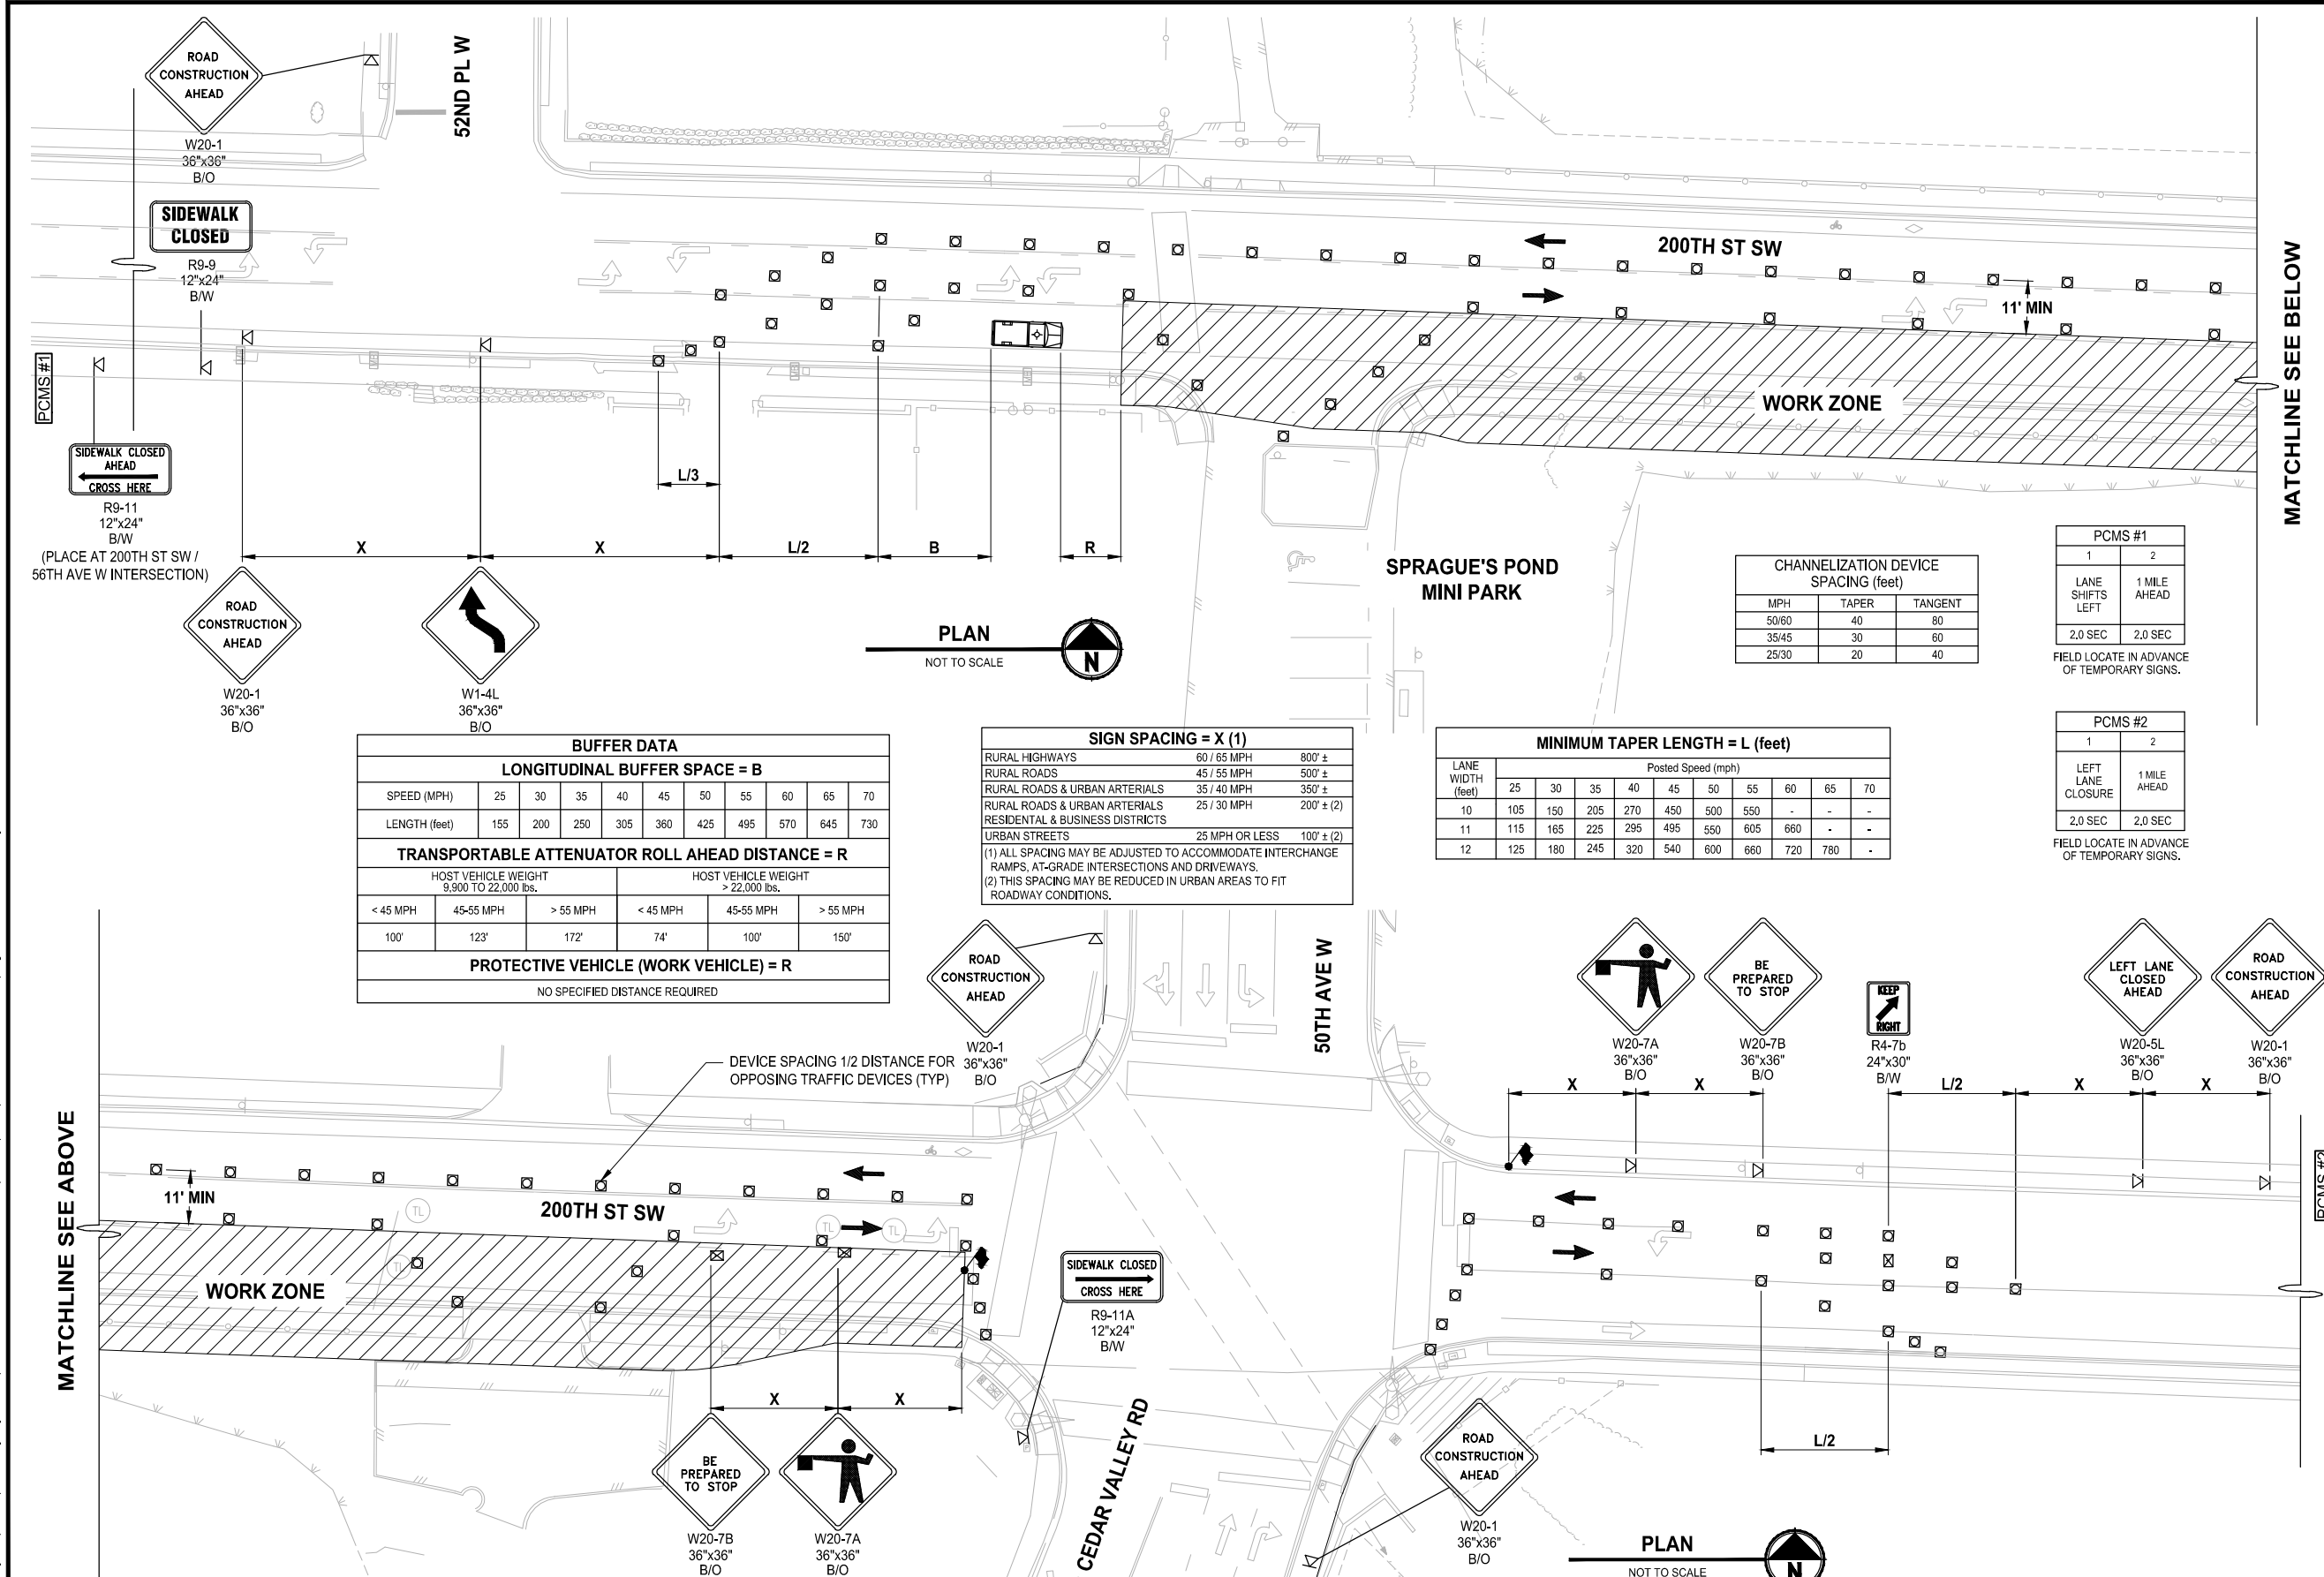 ROAD
CONSTRUCTION
AHEAD
W20-1
36"x36"
B/O
52ND PL W
SIDEWALK
CLOSED
R9-9
12"x24"
B/W
PCMS #1
SIDEWALK CLOSED
AHEAD
CROSS HERE
R9-11
12"x24"
B/W
(PLACE AT 200TH ST SW /
56TH AVE W INTERSECTION)
200TH ST SW
11' MIN
WORK ZONE
MATCHLINE SEE BELOW
L/3
X
X
L/2
B
R
ROAD
CONSTRUCTION
AHEAD
W20-1
36"x36"
B/O
W1-4L
36"x36"
B/O
PLAN
NOT TO SCALE
N
SPRAGUE'S POND
MINI PARK
CHANNELIZATION DEVICE
SPACING (feet)
MPH TAPER TANGENT
50/60 40 80
35/45 30 60
25/30 20 40
PCMS #1
1 2
LANE
SHIFTS
LEFT
1 MILE
AHEAD
2.0 SEC 2.0 SEC
FIELD LOCATE IN ADVANCE
OF TEMPORARY SIGNS.
BUFFER DATA
LONGITUDINAL BUFFER SPACE = B
SPEED (MPH) 25 30 35 40 45 50 55 60 65 70
LENGTH (feet) 155 200 250 305 360 425 495 570 645 730
TRANSPORTABLE ATTENUATOR ROLL AHEAD DISTANCE = R
HOST VEHICLE WEIGHT
9,900 TO 22,000 lbs.
HOST VEHICLE WEIGHT
> 22,000 lbs.
< 45 MPH 45-55 MPH > 55 MPH < 45 MPH 45-55 MPH > 55 MPH
100' 123' 172' 74' 100' 150'
PROTECTIVE VEHICLE (WORK VEHICLE) = R
NO SPECIFIED DISTANCE REQUIRED
SIGN SPACING = X (1)
RURAL HIGHWAYS 60 / 65 MPH 800' ±
RURAL ROADS 45 / 55 MPH 500' ±
RURAL ROADS & URBAN ARTERIALS 35 / 40 MPH 350' ±
RURAL ROADS & URBAN ARTERIALS 25 / 30 MPH 200' ± (2)
RESIDENTAL & BUSINESS DISTRICTS
URBAN STREETS 25 MPH OR LESS 100' ± (2)
(1) ALL SPACING MAY BE ADJUSTED TO ACCOMMODATE INTERCHANGE
RAMPS, AT-GRADE INTERSECTIONS AND DRIVEWAYS.
(2) THIS SPACING MAY BE REDUCED IN URBAN AREAS TO FIT
ROADWAY CONDITIONS.
MINIMUM TAPER LENGTH = L (feet)
LANE
WIDTH
(feet)
Posted Speed (mph)
25 30 35 40 45 50 55 60 65 70
10 105 150 205 270 450 500 550 - - -
11 115 165 225 295 495 550 605 660 - -
12 125 180 245 320 540 600 660 720 780 -
PCMS #2
1 2
LEFT
LANE
CLOSURE
1 MILE
AHEAD
2.0 SEC 2.0 SEC
FIELD LOCATE IN ADVANCE
OF TEMPORARY SIGNS.
ROAD
CONSTRUCTION
AHEAD
W20-1
36"x36"
B/O
50TH AVE W
W20-7A
36"x36"
B/O
BE
PREPARED
TO STOP
W20-7B
36"x36"
B/O
KEEP
RIGHT
R4-7b
24"x30"
B/W
LEFT LANE
CLOSED
AHEAD
W20-5L
36"x36"
B/O
ROAD
CONSTRUCTION
AHEAD
W20-1
36"x36"
B/O
X
X
L/2
X
X
PCMS #2
DEVICE SPACING 1/2 DISTANCE FOR
OPPOSING TRAFFIC DEVICES (TYP)
MATCHLINE SEE ABOVE
11' MIN
200TH ST SW
TL
TL
TL
TL
WORK ZONE
SIDEWALK CLOSED
CROSS HERE
R9-11A
12"x24"
B/W
X
X
BE
PREPARED
TO STOP
W20-7B
36"x36"
B/O
W20-7A
36"x36"
B/O
CEDAR VALLEY RD
L/2
ROAD
CONSTRUCTION
AHEAD
W20-1
36"x36"
B/O
PLAN
NOT TO SCALE
N